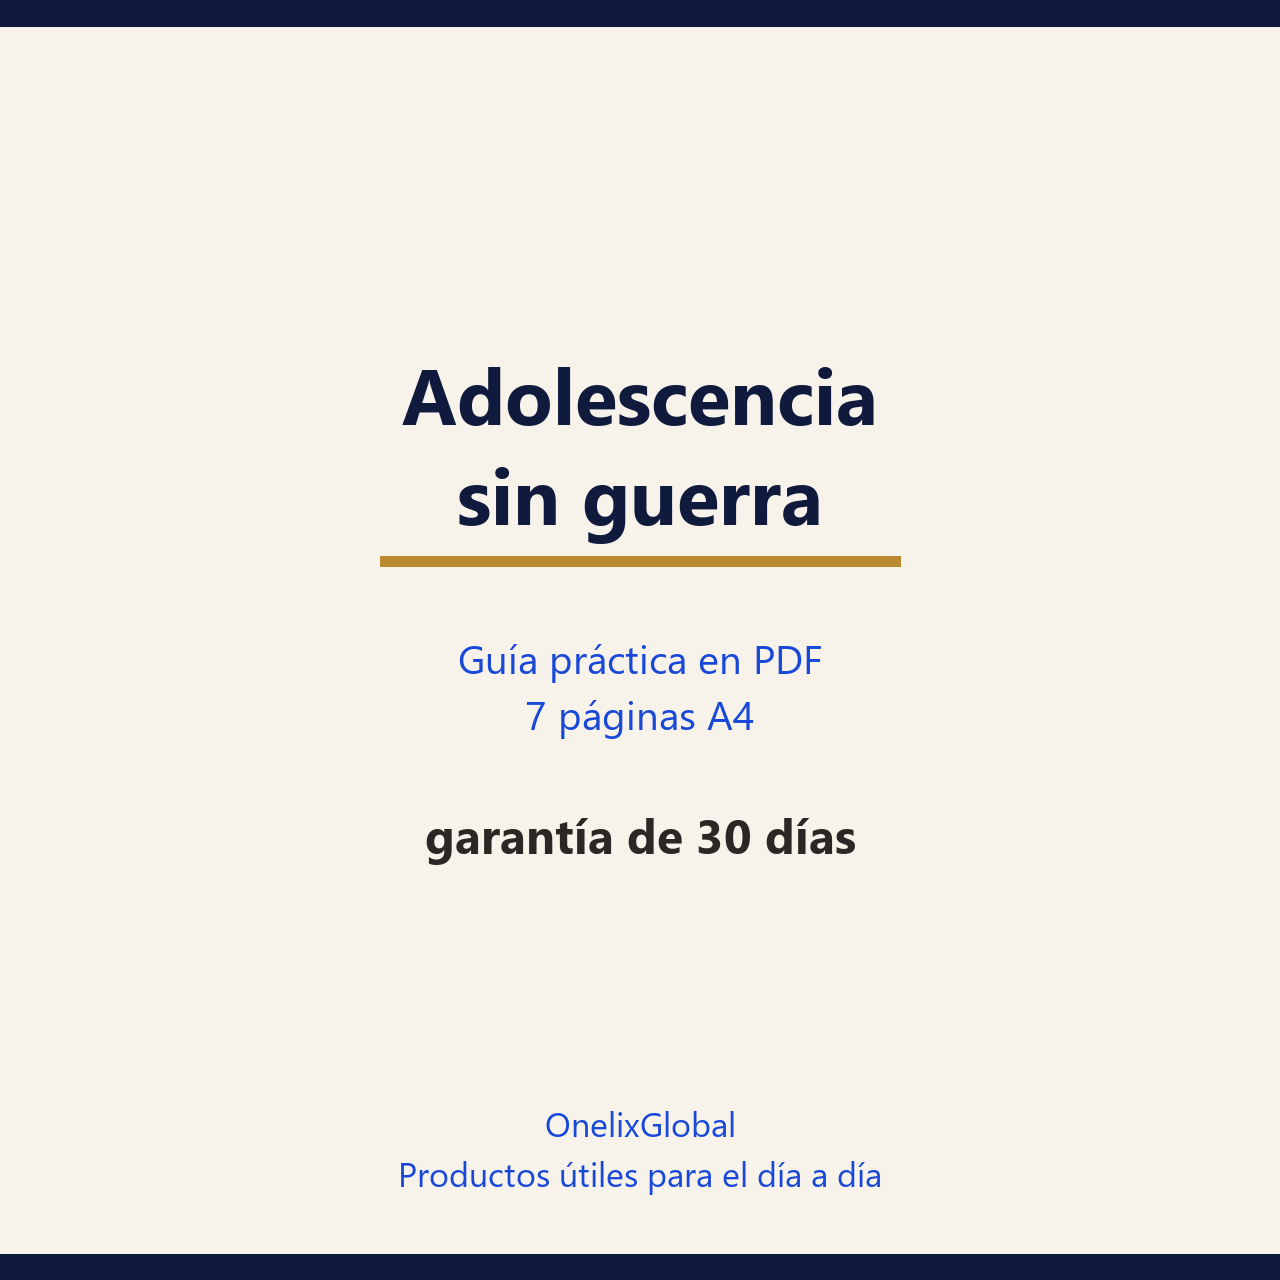 Adolescencia
sin guerra
Guía práctica en PDF
7 páginas A4
garantía de 30 días
OnelixGlobal
Productos útiles para el día a día